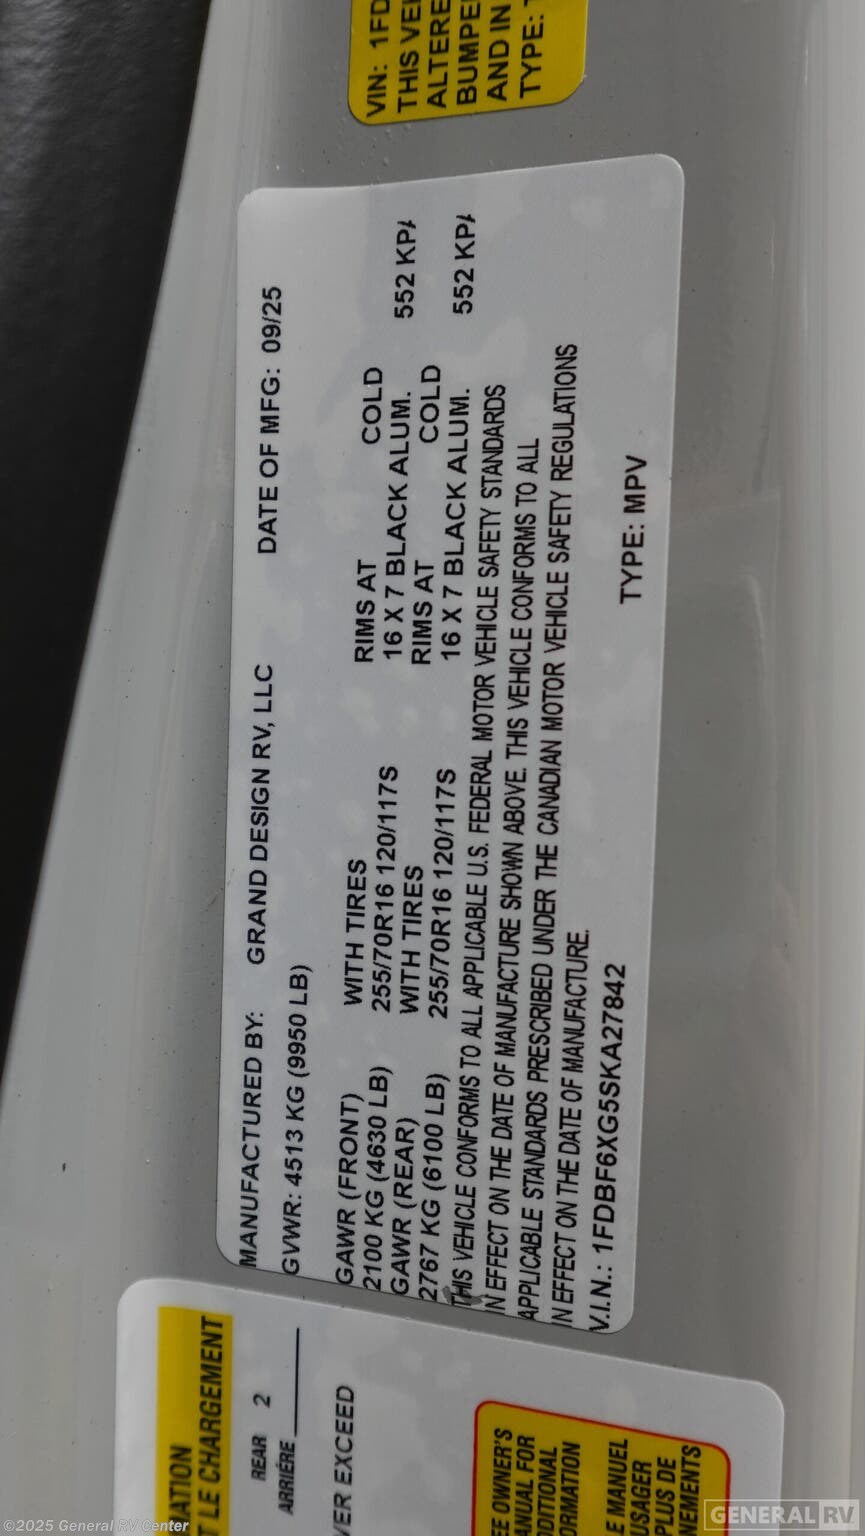 VIN: 1FD
THIS VE
ALTERE
BUMPE
AND IN
TYPE:
MANUFACTURED BY: GRAND DESIGN RV, LLC DATE OF MFG: 09/25
GVWR: 4513 KG (9950 LB)
GAWR (FRONT) WITH TIRES RIMS AT COLD
2100 KG (4630 LB) 255/70R16 120/117S 16 X 7 BLACK ALUM. 552 KPA
GAWR (REAR) WITH TIRES RIMS AT COLD
2767 KG (6100 LB) 255/70R16 120/117S 16 X 7 BLACK ALUM. 552 KPA
THIS VEHICLE CONFORMS TO ALL APPLICABLE U.S. FEDERAL MOTOR VEHICLE SAFETY STANDARDS
IN EFFECT ON THE DATE OF MANUFACTURE SHOWN ABOVE. THIS VEHICLE CONFORMS TO ALL
APPLICABLE STANDARDS PRESCRIBED UNDER THE CANADIAN MOTOR VEHICLE SAFETY REGULATIONS
IN EFFECT ON THE DATE OF MANUFACTURE.
V.I.N.: 1FDBF6XG5SKA27842 TYPE: MPV
MATION
T LE CHARGEMENT
REAR 2
ARRIÉRE
VER EXCEED
EE OWNER'S
ANUAL FOR
DDITIONAL
ORMATION
E MANUEL
USAGER
PLUS DE
IEMENTS
©2025 General RV Center
GENERAL RV